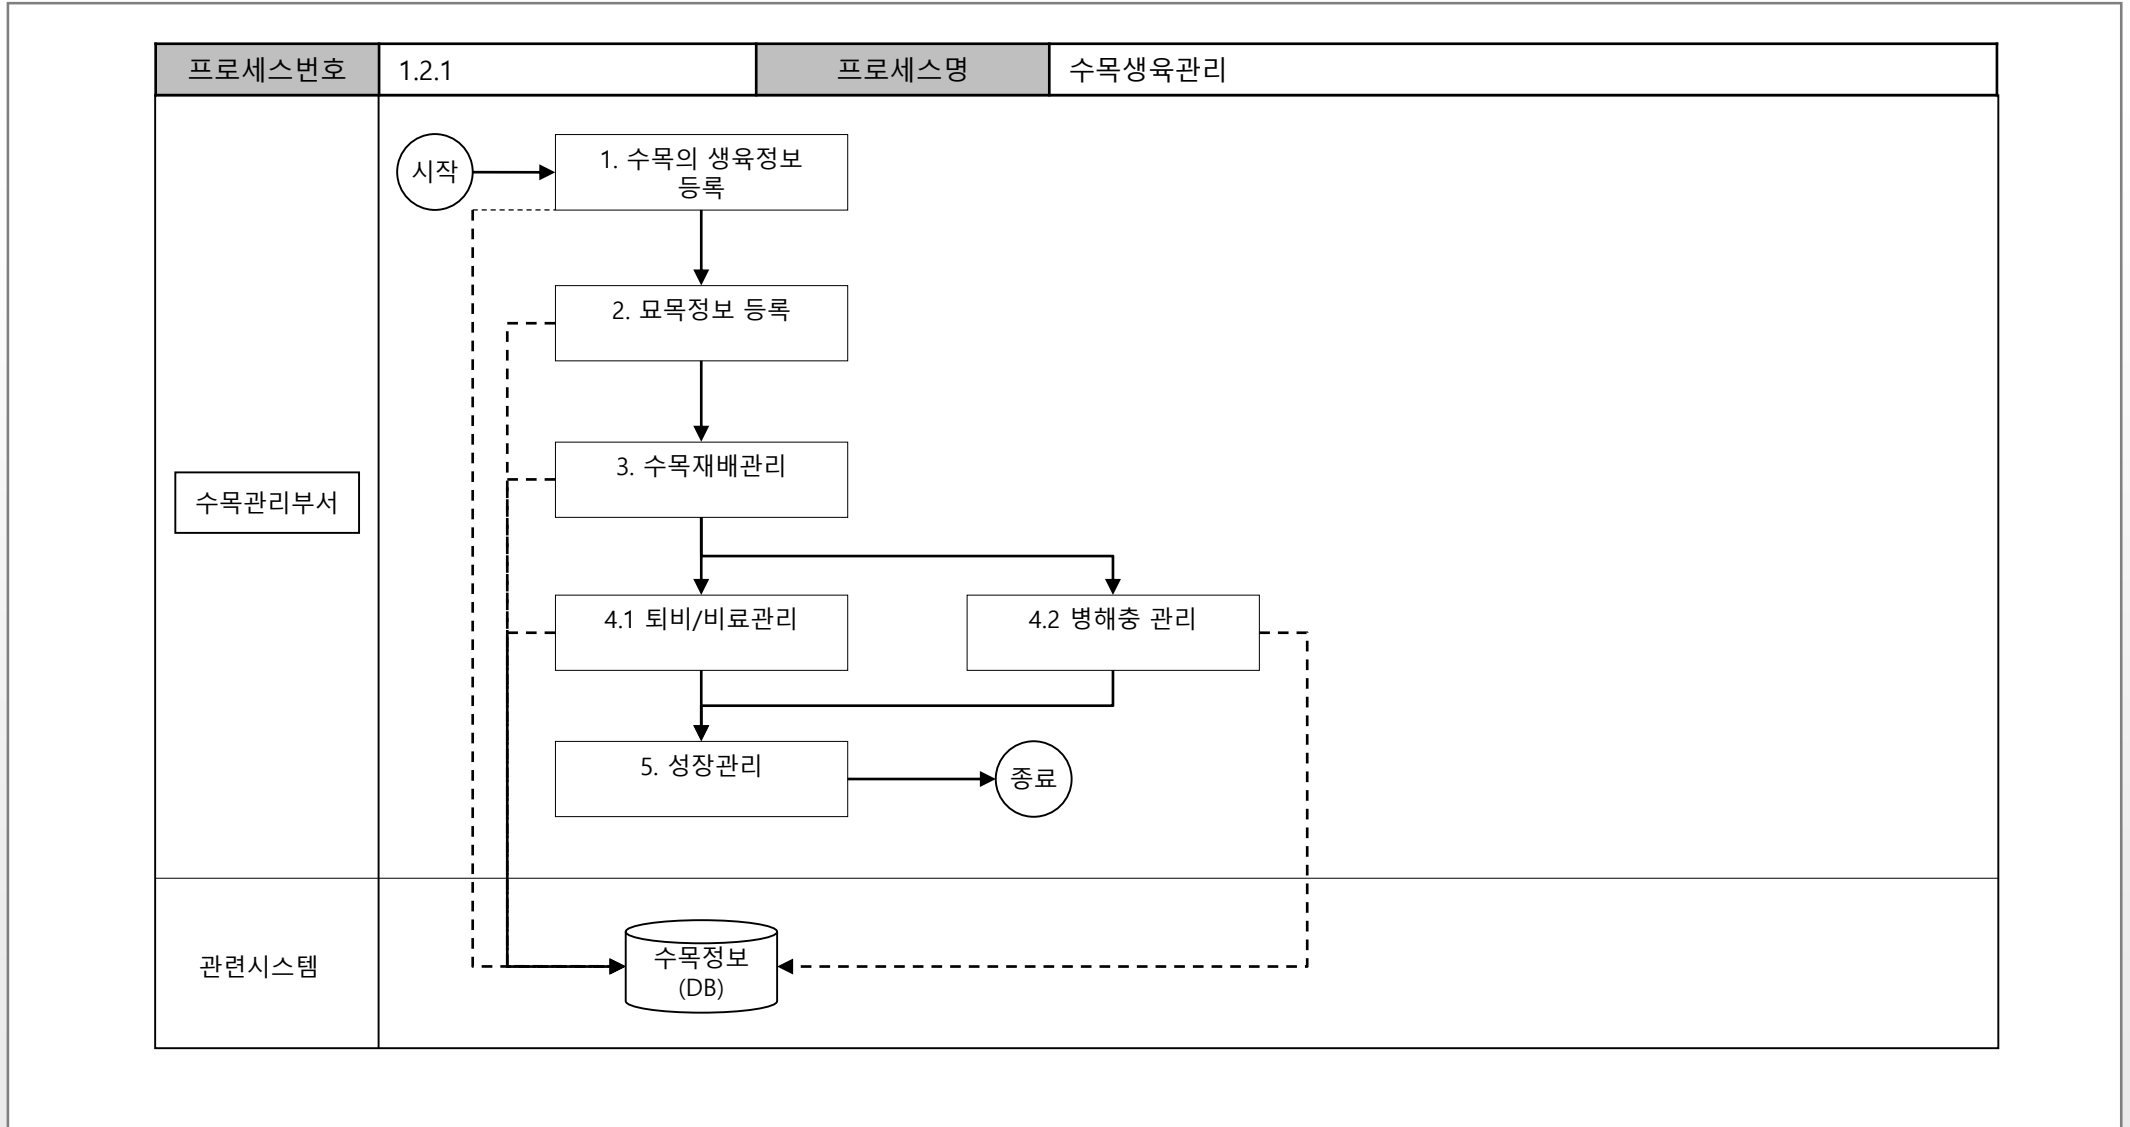 프로세스번호 1.2.1 프로세스명 수목생육관리
시작
1. 수목의 생육정보
등록
2. 묘목정보 등록
3. 수목재배관리
수목관리부서
4.1 퇴비/비료관리
4.2 병해충 관리
5. 성장관리
종료
관련시스템
수목정보
(DB)